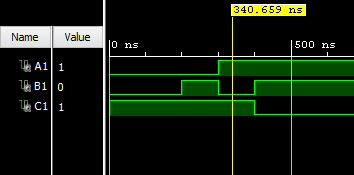 340.659 ns
Name Value
0 ns 500 ns
A1 1
B1 0
C1 1